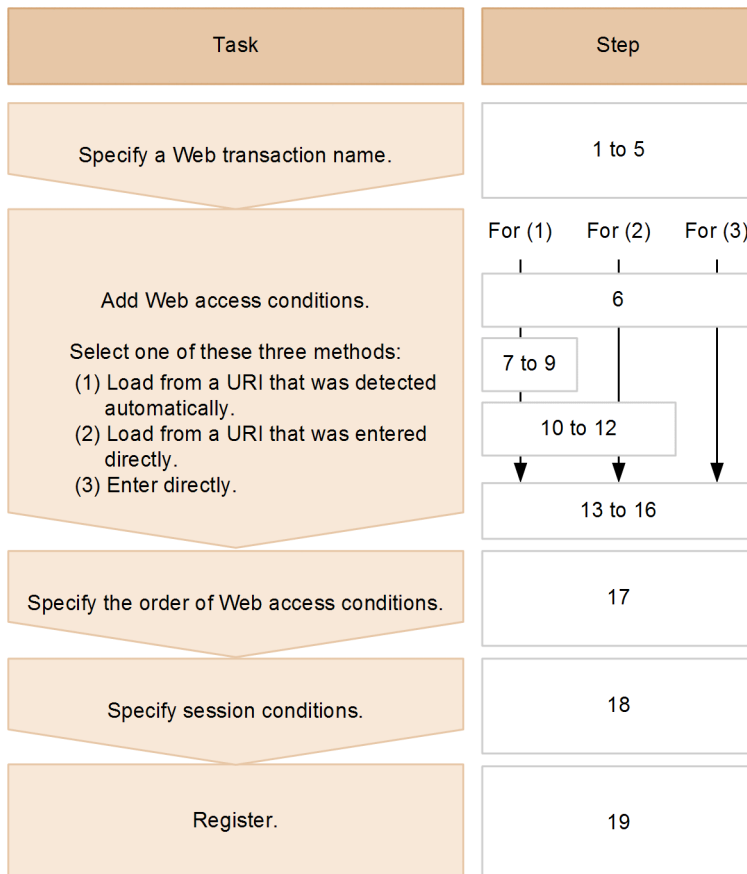 Task
Step
Specify a Web transaction name.
1 to 5
Add Web access conditions.
Select one of these three methods:
(1) Load from a URI that was detected
automatically.
(2) Load from a URI that was entered
directly.
(3) Enter directly.
For (1)
For (2)
For (3)
6
7 to 9
10 to 12
13 to 16
Specify the order of Web access conditions.
17
Specify session conditions.
18
Register.
19